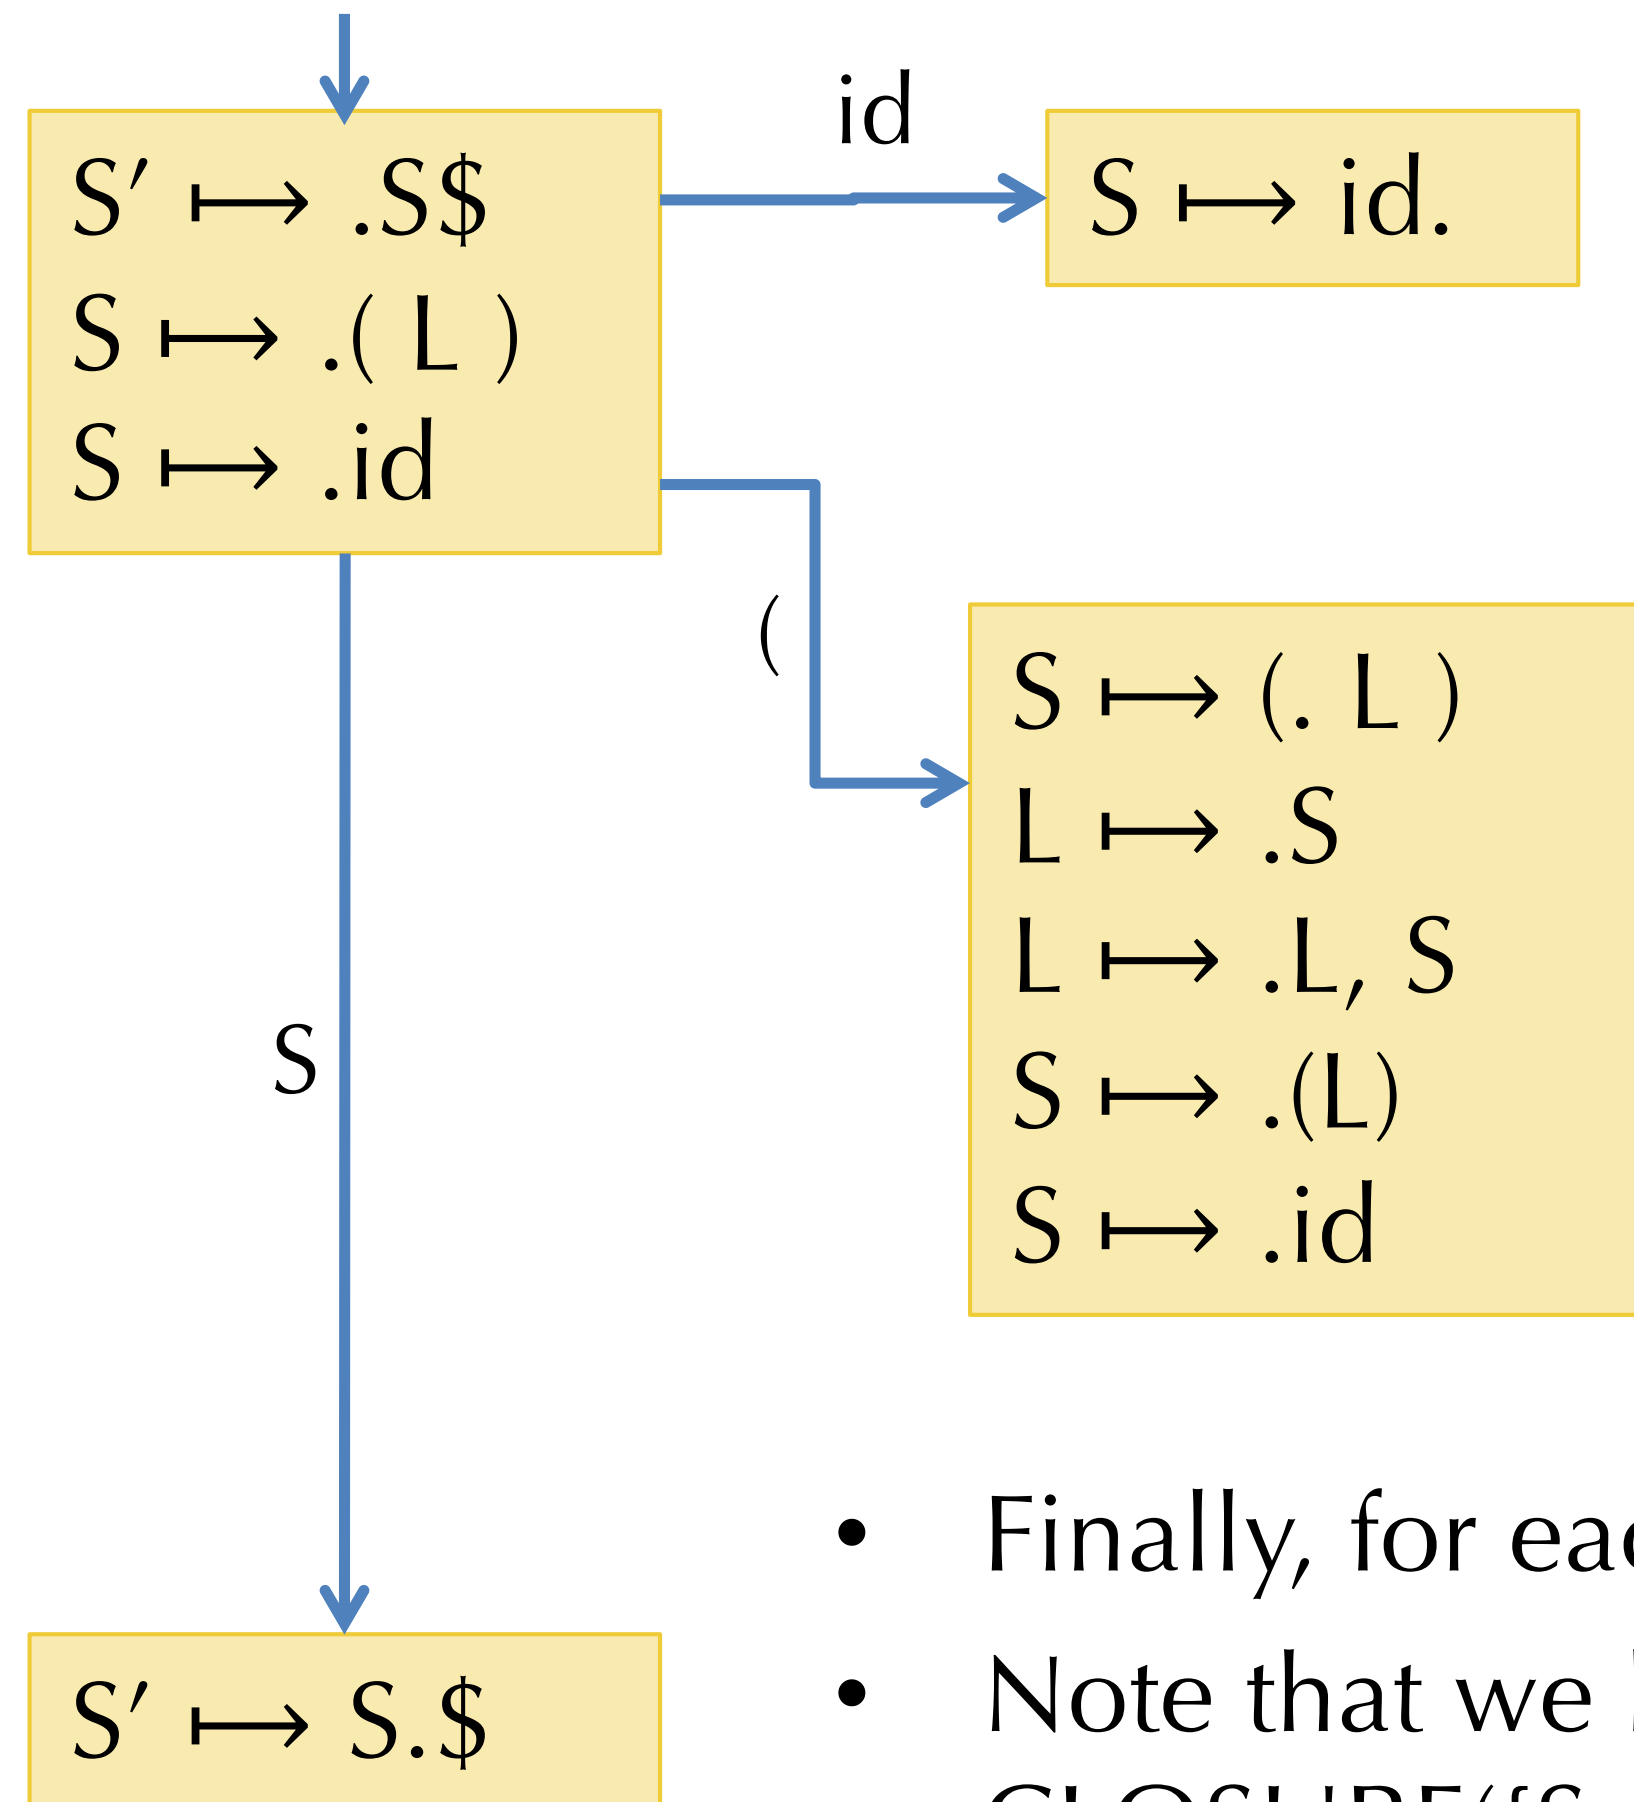 id
S′ ⟼ .S$
S ⟼ .( L )
S ⟼ .id
S ⟼ id.
(
S ⟼ (. L )
L ⟼ .S
L ⟼ .L, S
S ⟼ .(L)
S ⟼ .id
S
• Finally, for
• Note that we
S′ ⟼ S.$